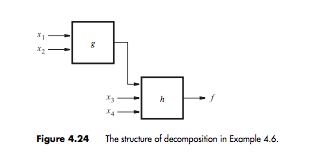 x1
x2
g
x3
x4
h
f
Figure 4.24 The structure of decomposition in Example 4.6.